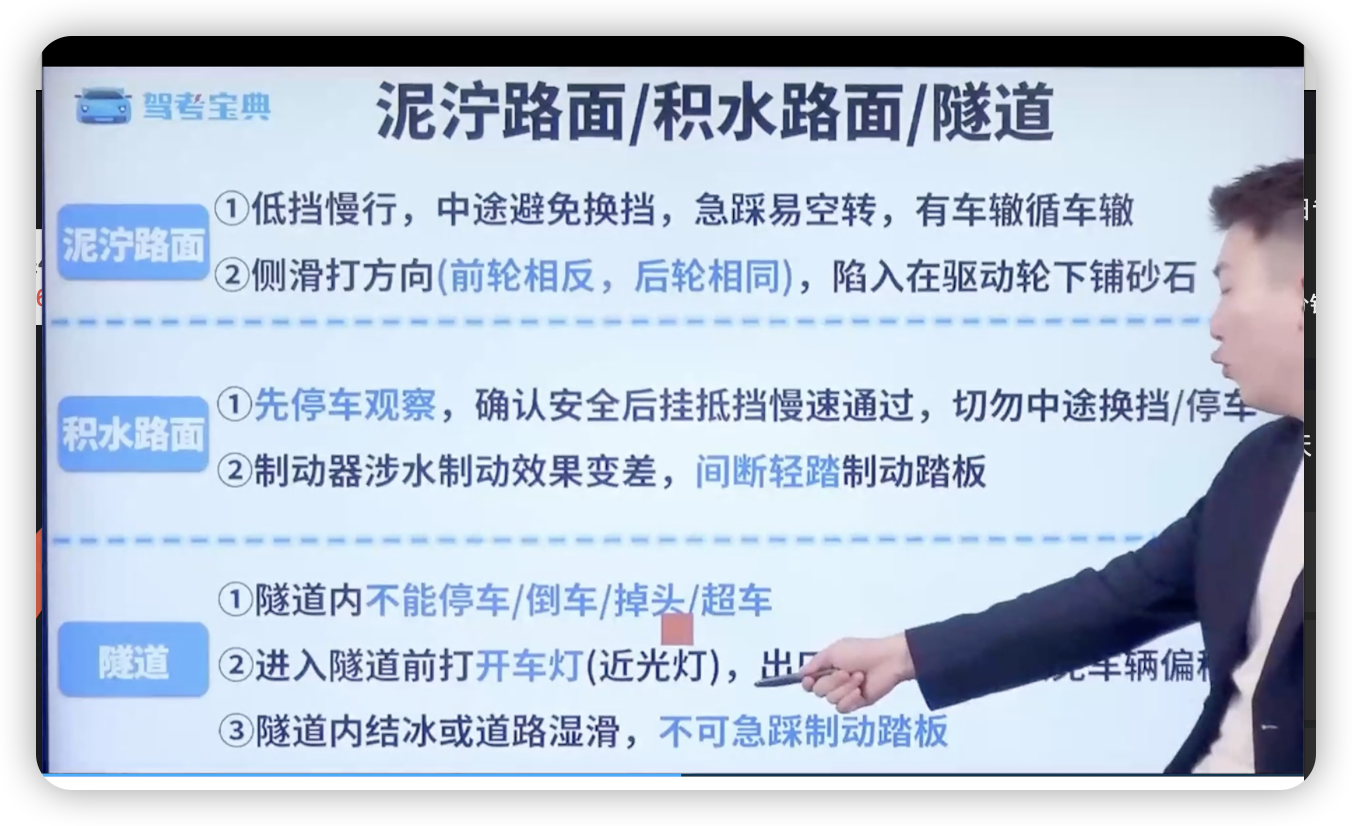 驾考宝典
泥泞路面/积水路面/隧道
泥泞路面
①低挡慢行，中途避免换挡，急踩易空转，有车辙循车辙
②侧滑打方向(前轮相反，后轮相同)，陷入在驱动轮下铺砂石
积水路面
①先停车观察，确认安全后挂抵挡慢速通过，切勿中途换挡/停车
②制动器涉水制动效果变差，间断轻踏制动踏板
隧道
①隧道内不能停车/倒车/掉头/超车
②进入隧道前打开车灯(近光灯)，出 车辆偏
③隧道内结冰或道路湿滑，不可急踩制动踏板